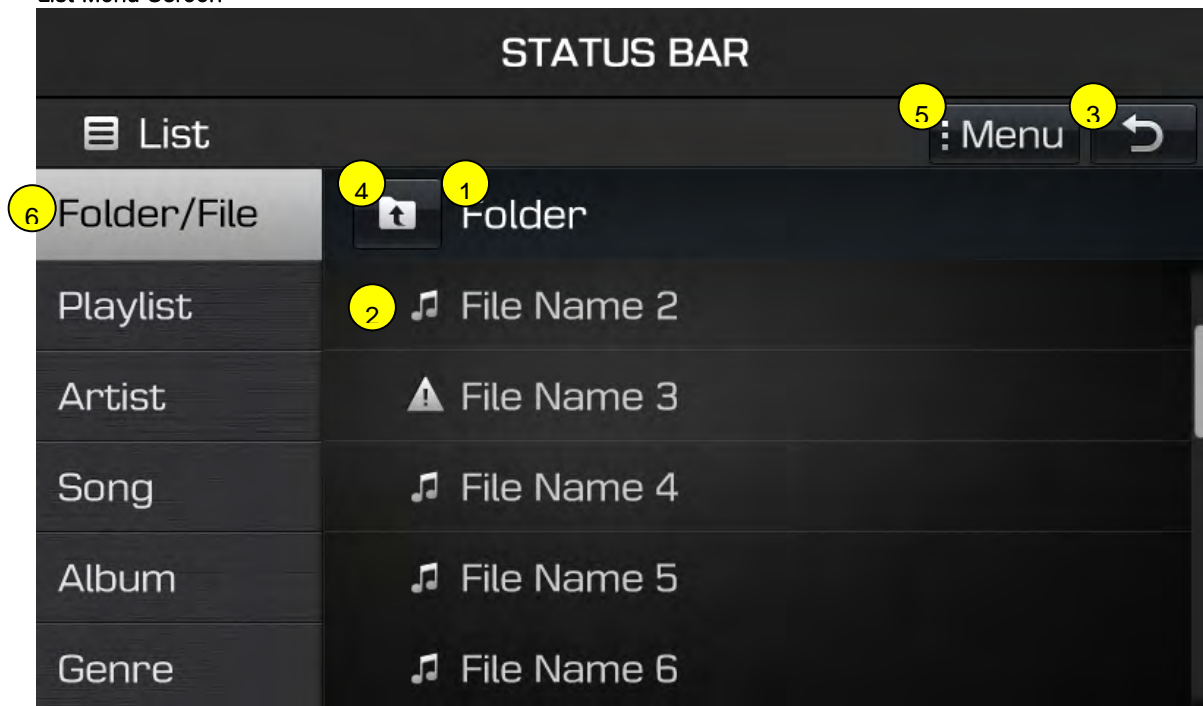 List Menu Screen
STATUS BAR
List
5
Menu
3
6
Folder/File
4
1
Folder
Playlist
2
File Name 2
Artist
File Name 3
Song
File Name 4
Album
File Name 5
Genre
File Name 6